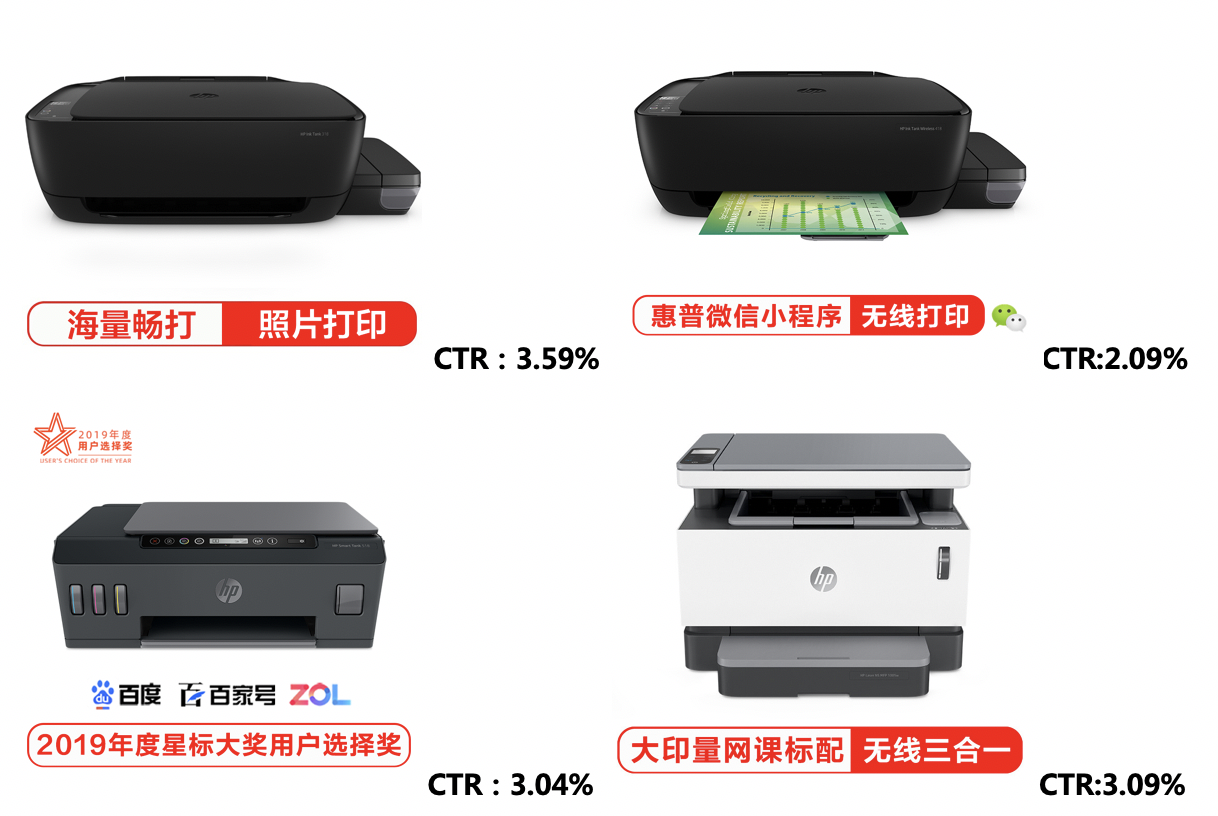 海量畅打 照片打印
CTR：3.59%
惠普微信小程序 无线打印
CTR:2.09%
2019年度
用户选择奖
USER'S CHOICE OF THE YEAR
hp
Bai du 百度 百家号 ZOL
2019年度星标大奖用户选择奖
CTR：3.04%
hp
大印量网课标配 无线三合一
CTR:3.09%